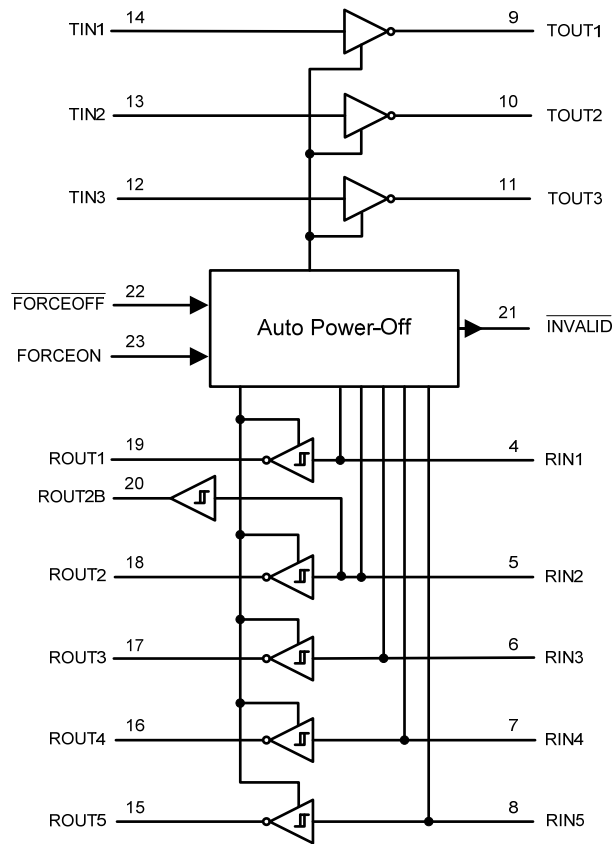 TIN1 14 9 TOUT1
TIN2 13 10 TOUT2
TIN3 12 11 TOUT3
FORCEOFF 22 Auto Power-Off 21 INVALID
FORCEON 23
ROUT1 19 4 RIN1
ROUT2B 20
ROUT2 18 5 RIN2
ROUT3 17 6 RIN3
ROUT4 16 7 RIN4
ROUT5 15 8 RIN5